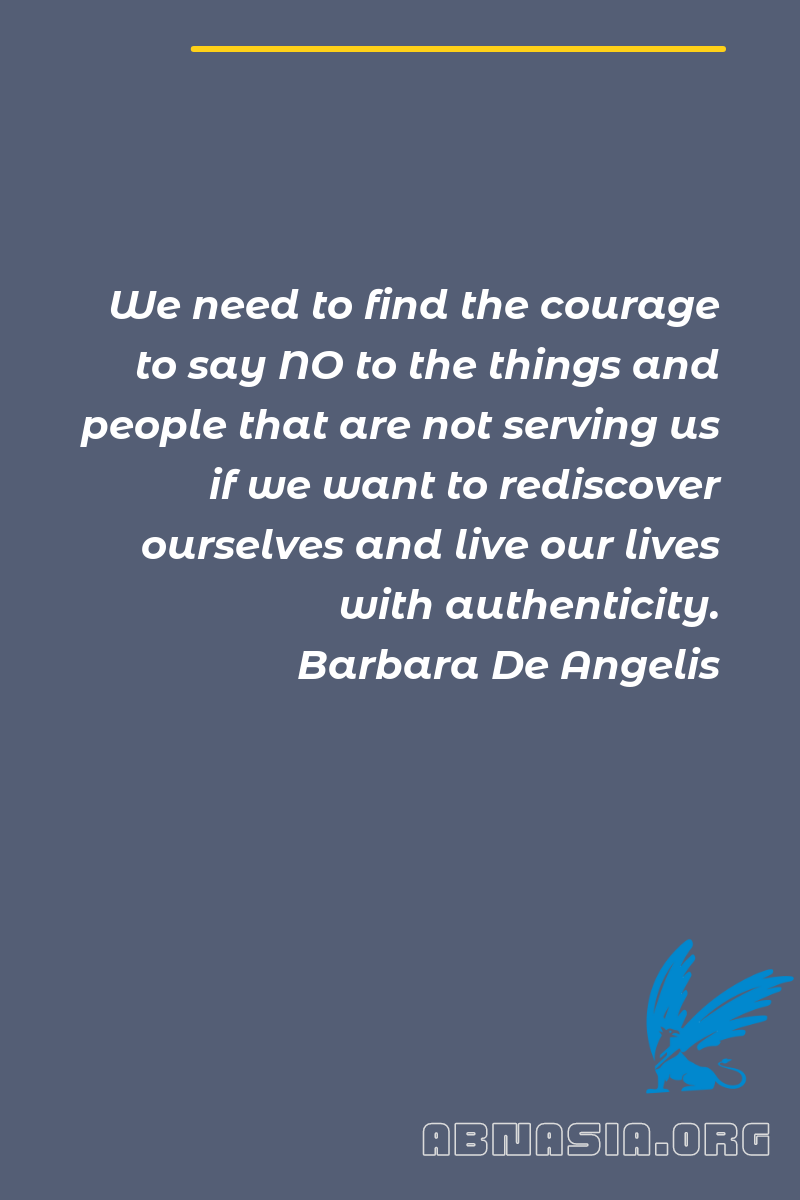 We need to find the courage
to say NO to the things and
people that are not serving us
if we want to rediscover
ourselves and live our lives
with authenticity.
Barbara De Angelis
ABNASIA.ORG